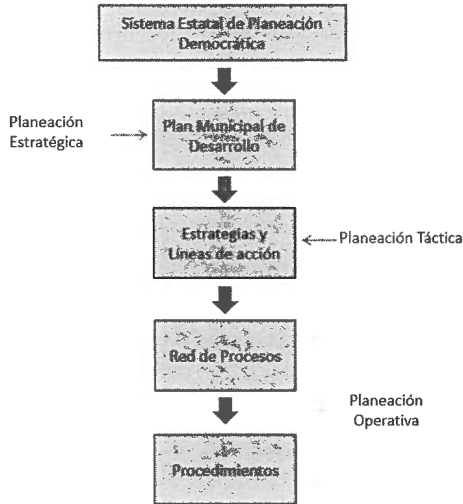 Sistema Estatal de Planeación
Democrática
Planeación
Estratégica
Plan Municipal de
Desarrollo
Estrategias y
Líneas de acción
Planeación Táctica
Red de Procesos
Planeación
Operativa
Procedimientos